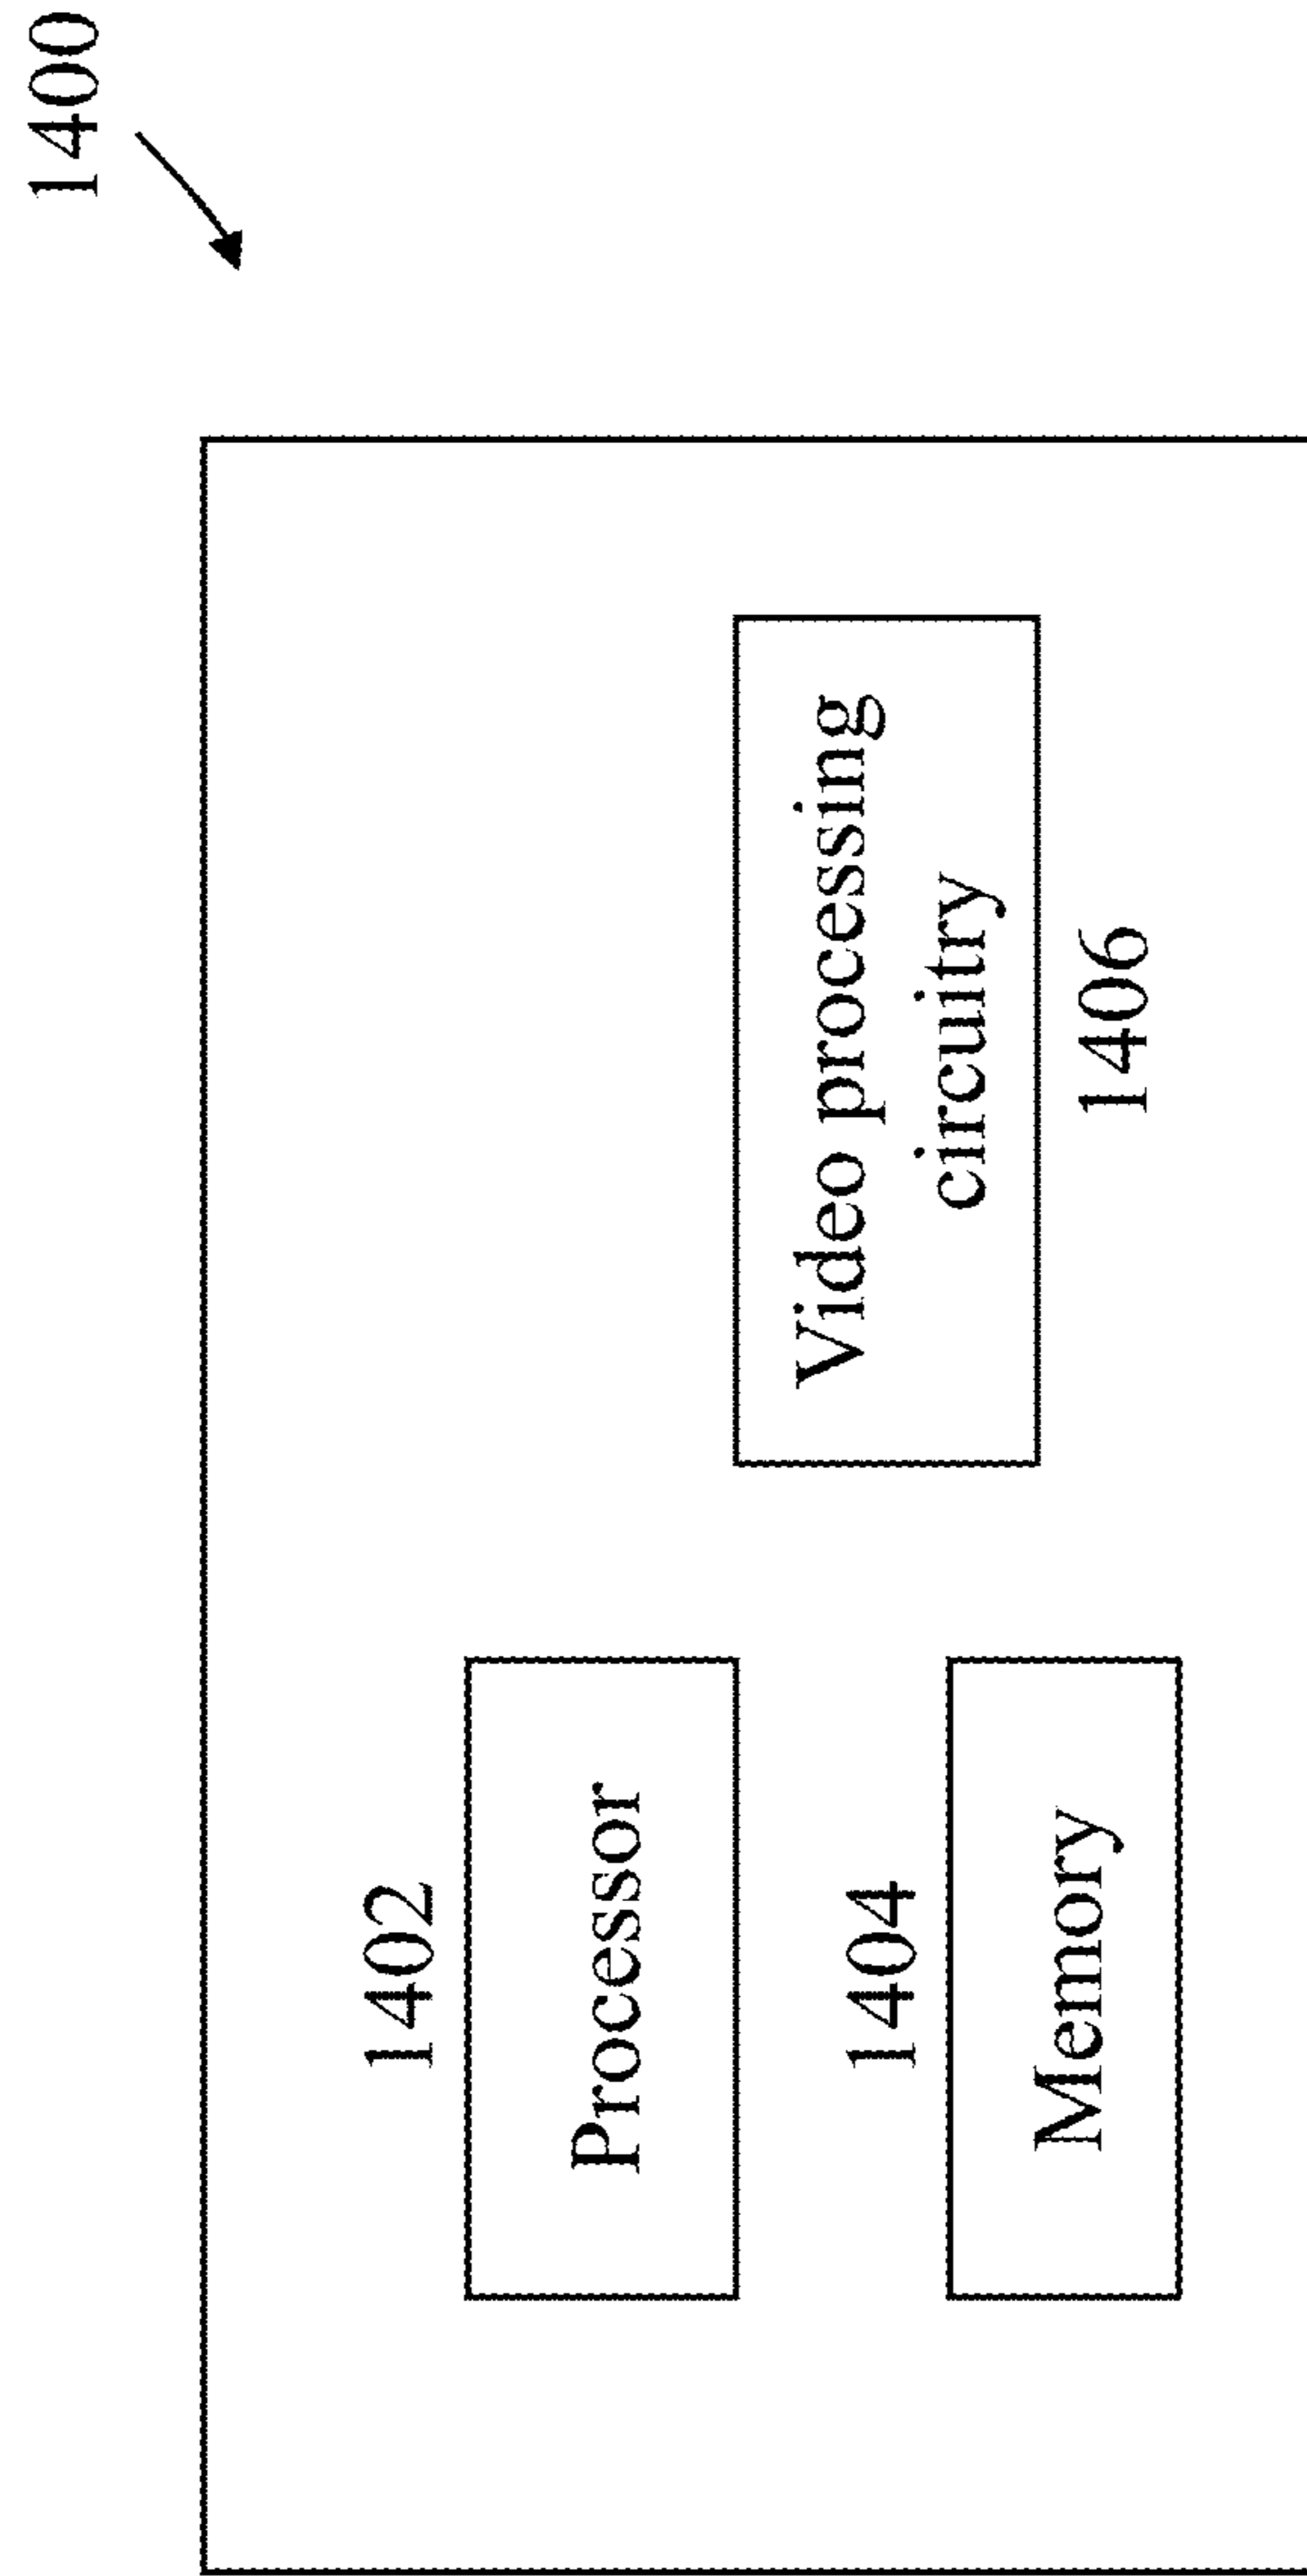 1400
1402
Processor
1404
Memory
Video processing
circuitry
1406